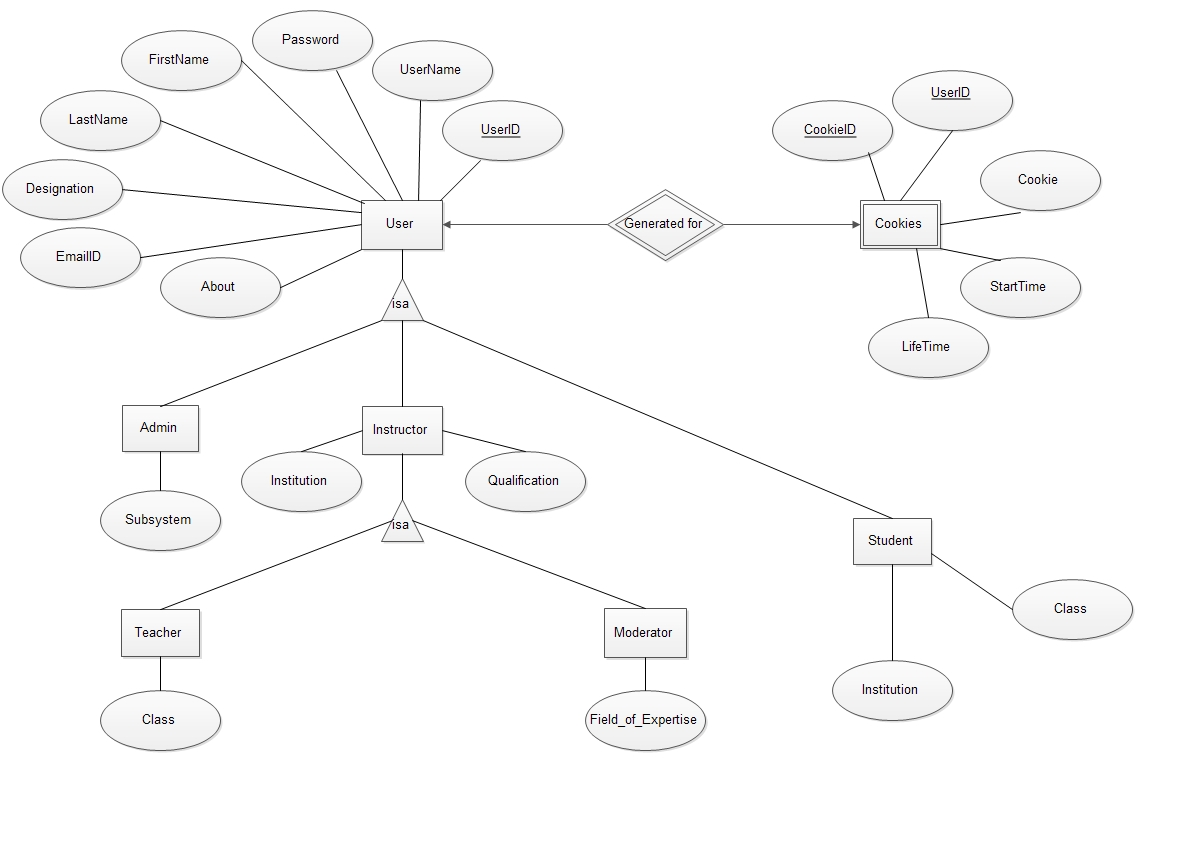 Password
FirstName
UserName
UserID
LastName
UserID
CookieID
Cookie
Designation
User
Generated for
Cookies
EmailID
About
StartTime
isa
LifeTime
Admin
Instructor
Institution
Qualification
Subsystem
isa
Student
Class
Teacher
Moderator
Institution
Class
Field_of_Expertise